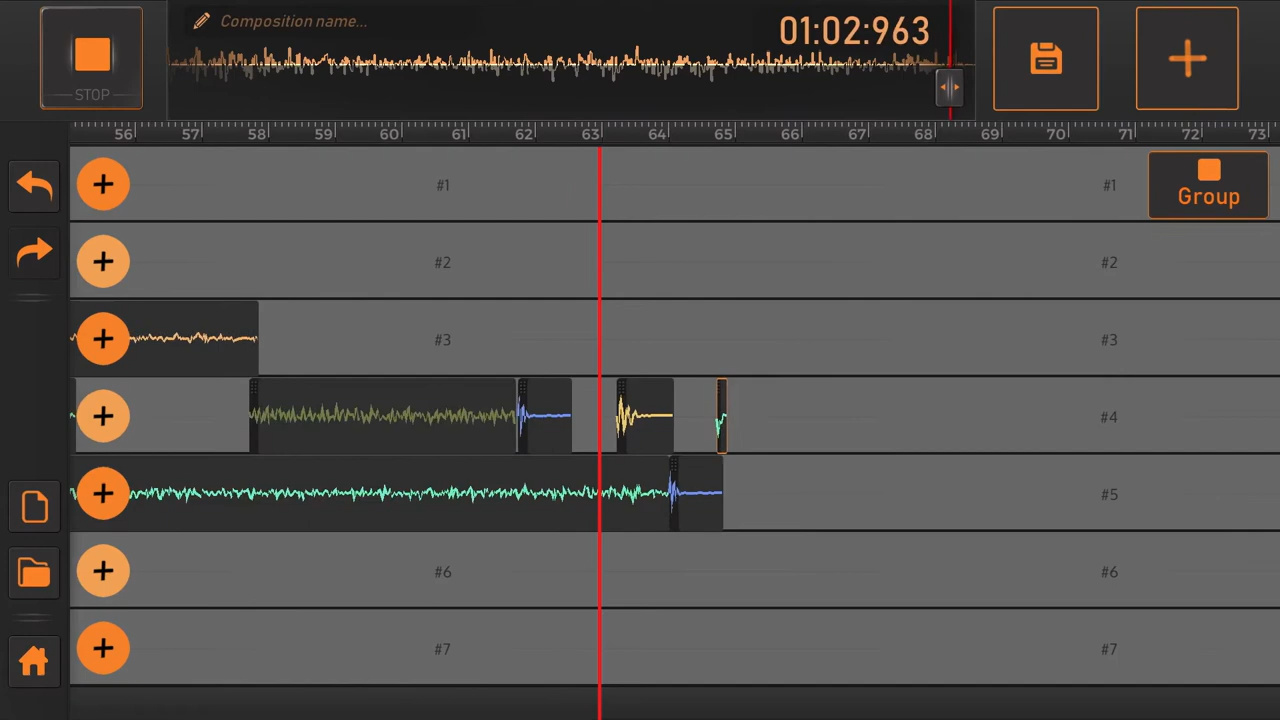 Composition name...
01:02:963
STOP
56 57 58 59 60 61 62 63 64 65 66 67 68 69 70 71 72 73
#1 #1
Group
#2 #2
#3 #3
#4
#5
#6 #6
#7 #7